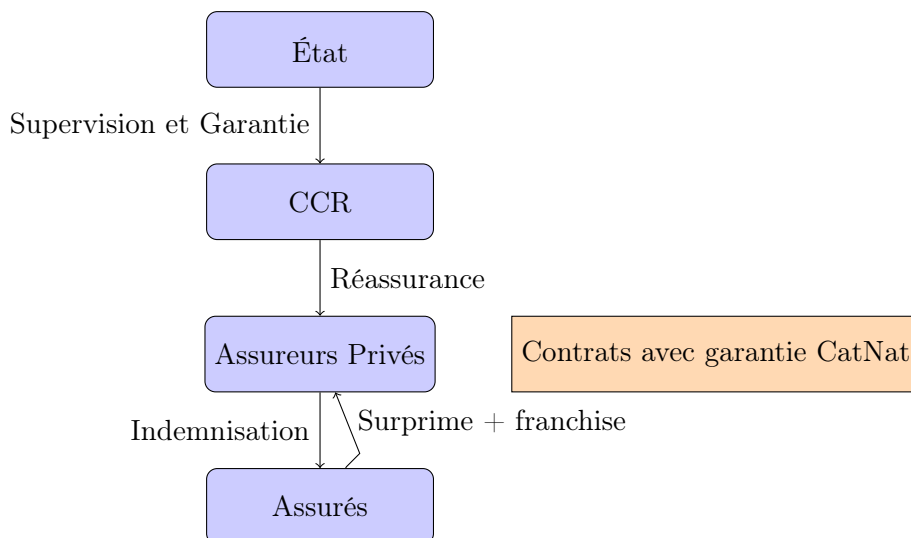 État
Supervision et Garantie
CCR
Réassurance
Assureurs Privés
Contrats avec garantie CatNat
Surprime + franchise
Indemnisation
Assurés